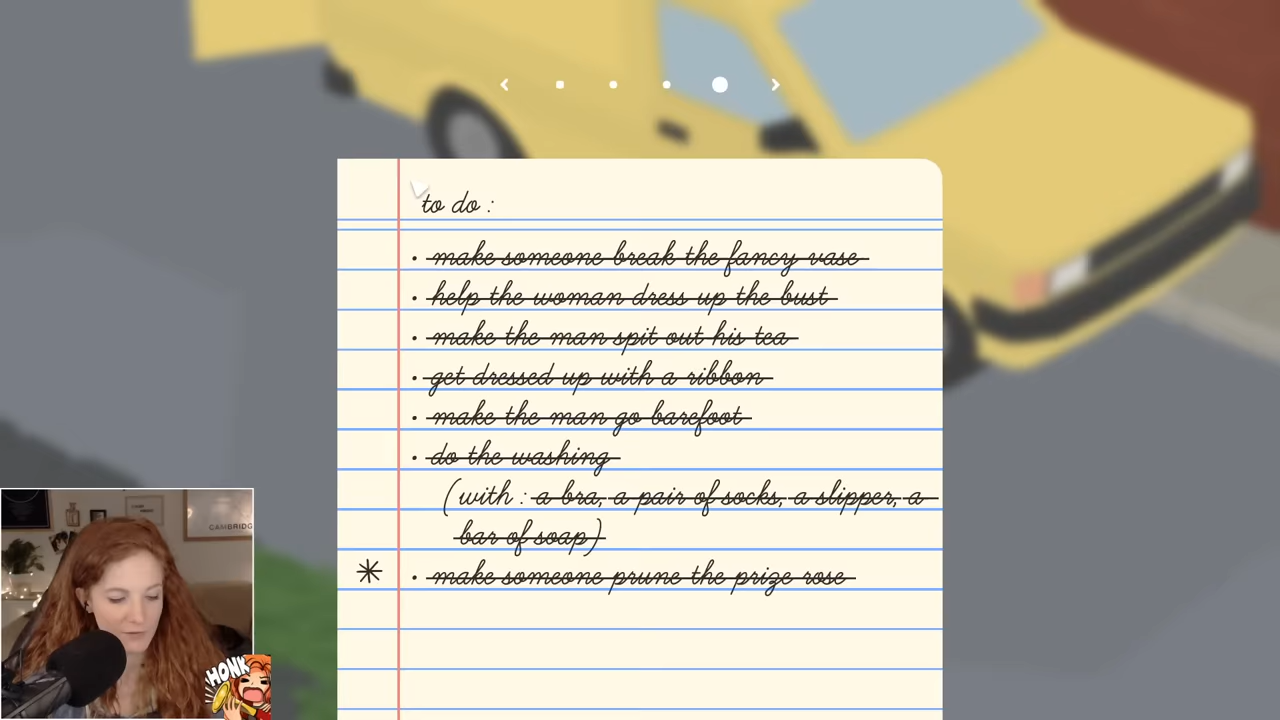 to do :
• make someone break the fancy vase
• help the woman dress up the bust
• make the man spit out his tea
• get dressed up with a ribbon
• make the man go barefoot
• do the washing
(with : a bra, a pair of socks, a slipper, a
bar of soap)
• make someone prune the prize rose
CAMBRIDG
HONK